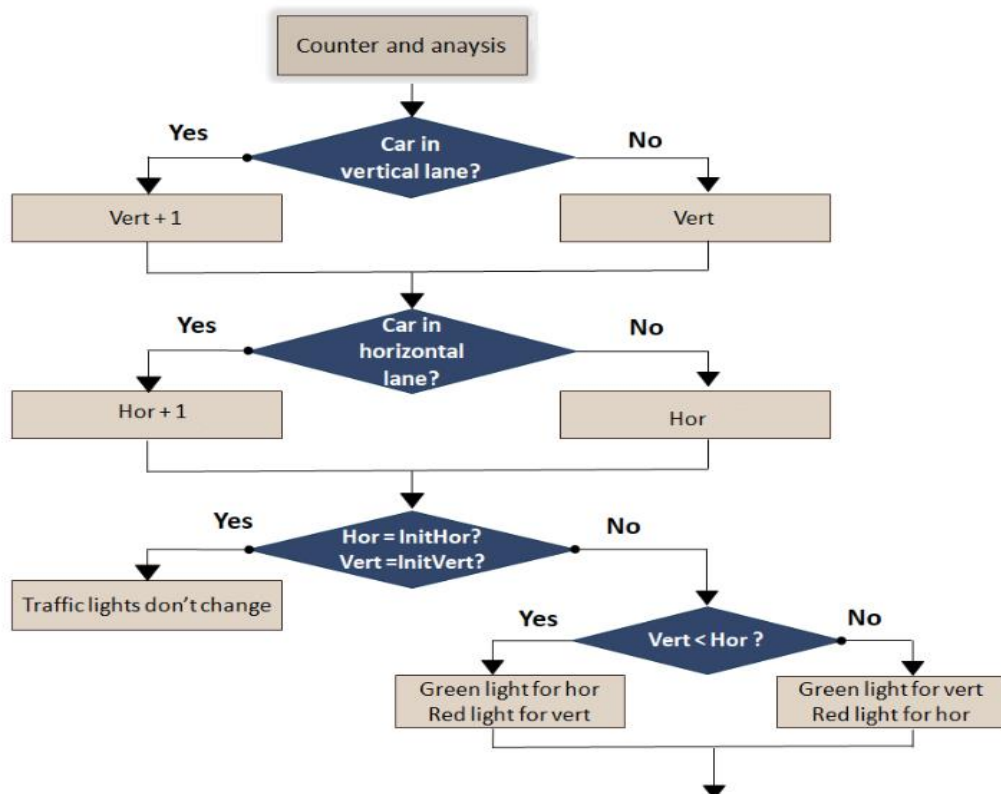 Counter and anaysis
Yes
No
Car in
vertical lane?
Vert + 1
Vert
Yes
No
Car in
horizontal
lane?
Hor + 1
Hor
Yes
No
Hor = InitHor?
Vert =InitVert?
Traffic lights don’t change
Yes
No
Vert < Hor ?
Green light for hor
Red light for vert
Green light for vert
Red light for hor